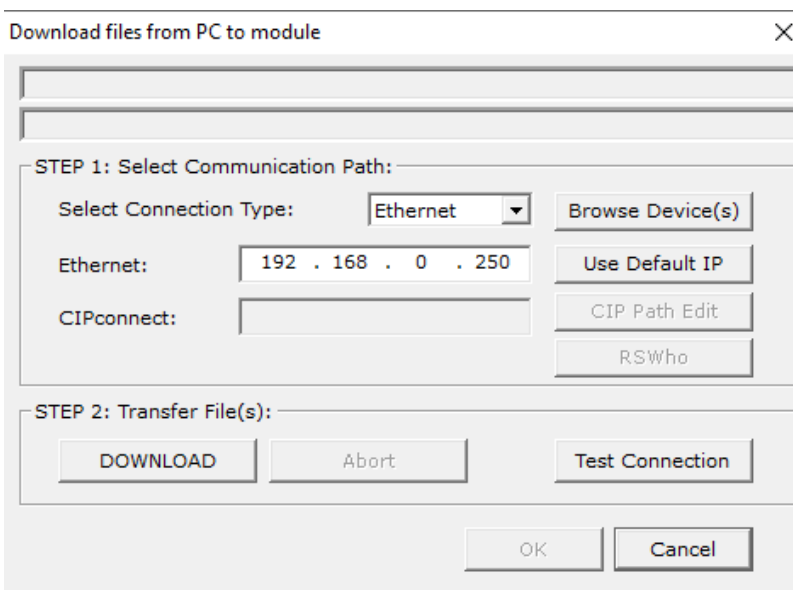 Download files from PC to module
STEP 1: Select Communication Path:
Select Connection Type: Ethernet Browse Device(s)
Ethernet: 192 . 168 . 0 . 250 Use Default IP
CIPconnect: CIP Path Edit
RSWho
STEP 2: Transfer File(s):
DOWNLOAD Abort Test Connection
OK Cancel